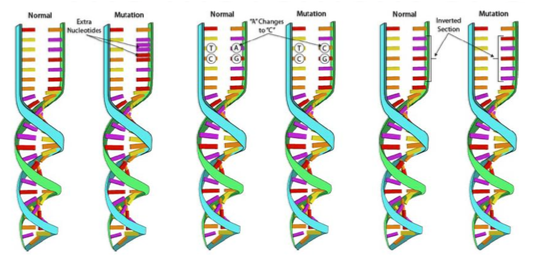 Normal
Mutation
Extra
Nucleotides
Normal
Mutation
"A" Changes
to "C"
T
A
C
G
T
C
C
G
Normal
Mutation
Inverted
Section